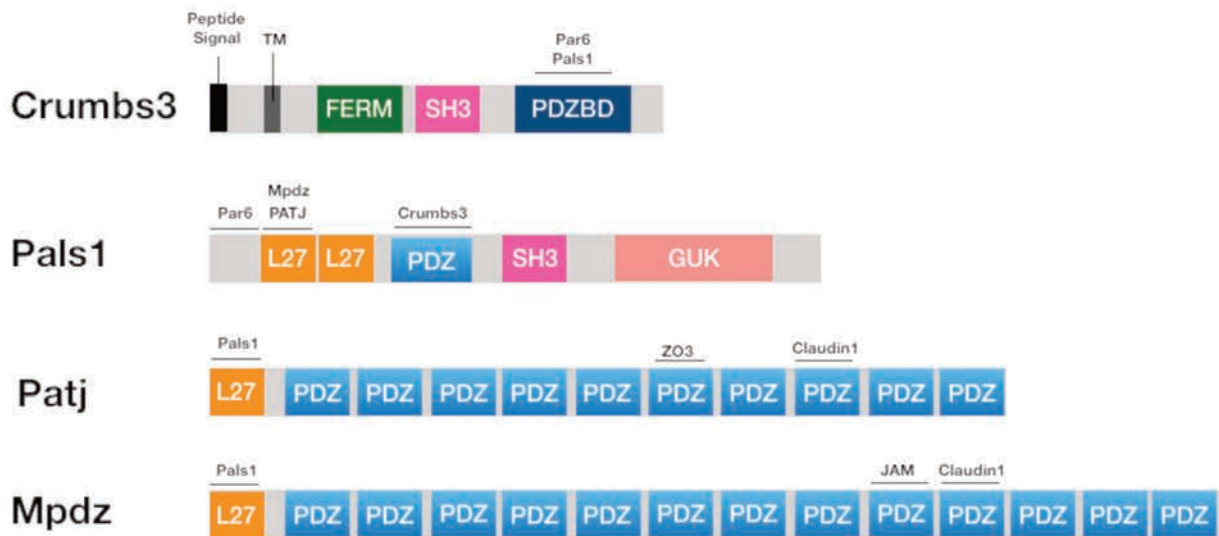 Peptide
Signal
TM
Par6
Pals1
Crumbs3
FERM SH3 PDZBD
Par6
Mpdz
PATJ
Crumbs3
Pals1
L27 L27 PDZ SH3 GUK
Pals1 ZO3 Claudin1
Patj
L27 PDZ PDZ PDZ PDZ PDZ PDZ PDZ PDZ PDZ PDZ
Pals1 JAM Claudin1
Mpdz
L27 PDZ PDZ PDZ PDZ PDZ PDZ PDZ PDZ PDZ PDZ PDZ PDZ PDZ